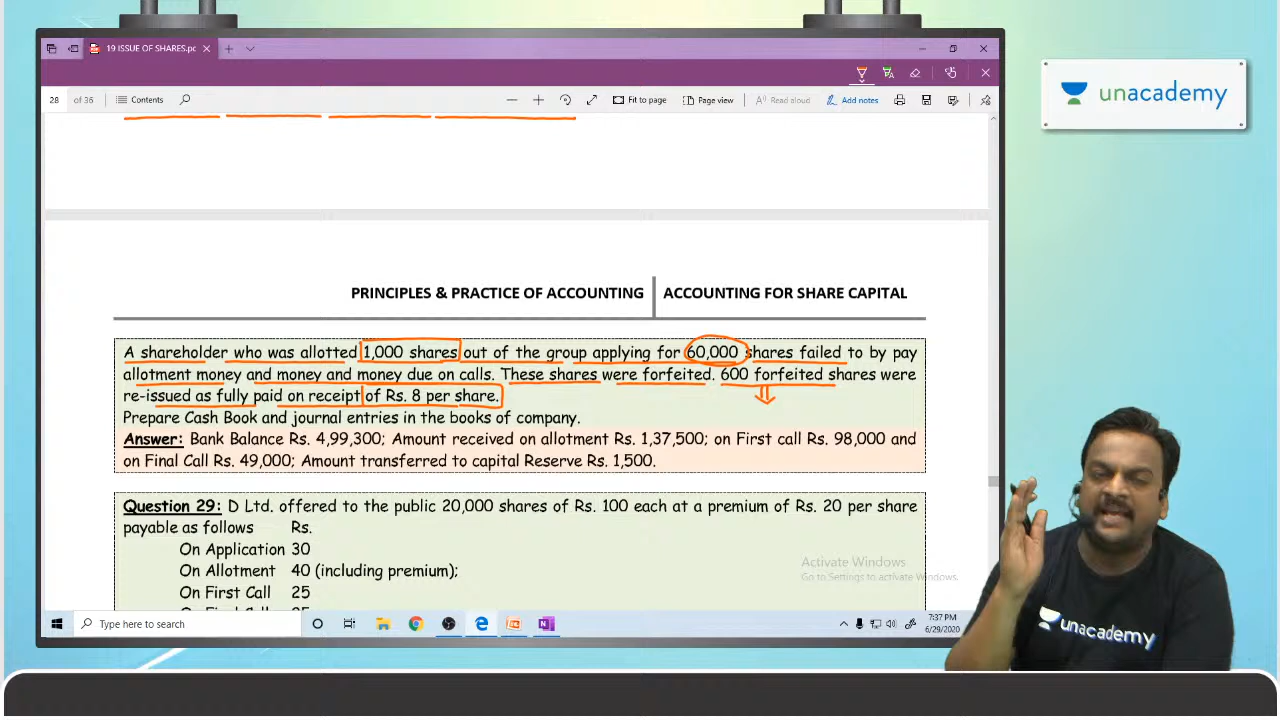 19 ISSUE OF SHARES.pc
28 of 36
Contents
Fit to page
Page view
Read aloud
Add notes
unacademy
PRINCIPLES & PRACTICE OF ACCOUNTING
ACCOUNTING FOR SHARE CAPITAL
A shareholder who was allotted 1,000 shares out of the group applying for 60,000 shares failed to by pay
allotment money and money and money due on calls. These shares were forfeited. 600 forfeited shares were
re-issued as fully paid on receipt of Rs. 8 per share.
Prepare Cash Book and journal entries in the books of company.
Answer: Bank Balance Rs. 4,99,300; Amount received on allotment Rs. 1,37,500; on First call Rs. 98,000 and
on Final Call Rs. 49,000; Amount transferred to capital Reserve Rs. 1,500.
Question 29: D Ltd. offered to the public 20,000 shares of Rs. 100 each at a premium of Rs. 20 per share
payable as follows Rs.
On Application 30
On Allotment 40 (including premium);
On First Call 25
Activate Windows
Go to Settings to activate Windows.
Type here to search
7:37 PM
6/29/2020
unacademy